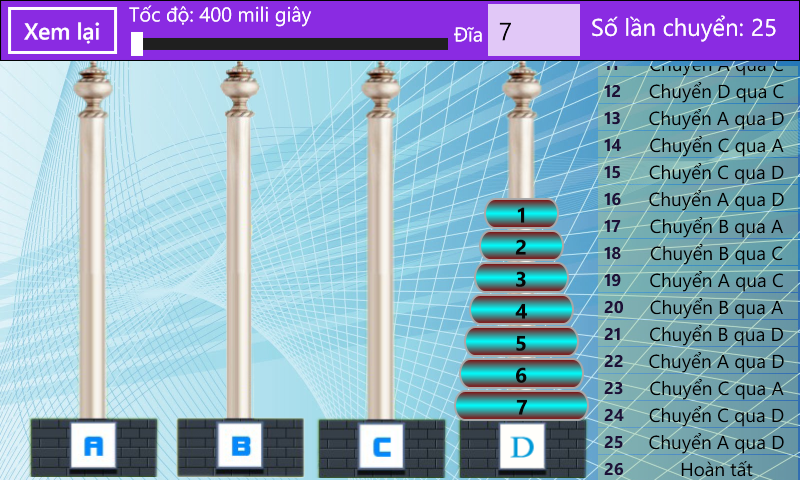 Xem lại
Tốc độ: 400 mili giây
Đĩa
7
Số lần chuyển: 25
11 Chuyển A qua C
12 Chuyển D qua C
13 Chuyển A qua D
14 Chuyển C qua A
15 Chuyển C qua D
16 Chuyển A qua D
17 Chuyển B qua A
18 Chuyển B qua C
19 Chuyển A qua C
20 Chuyển B qua A
21 Chuyển B qua D
22 Chuyển A qua D
23 Chuyển C qua A
24 Chuyển C qua D
25 Chuyển A qua D
26 Hoàn tất
1
2
3
4
5
6
7
A
B
C
D